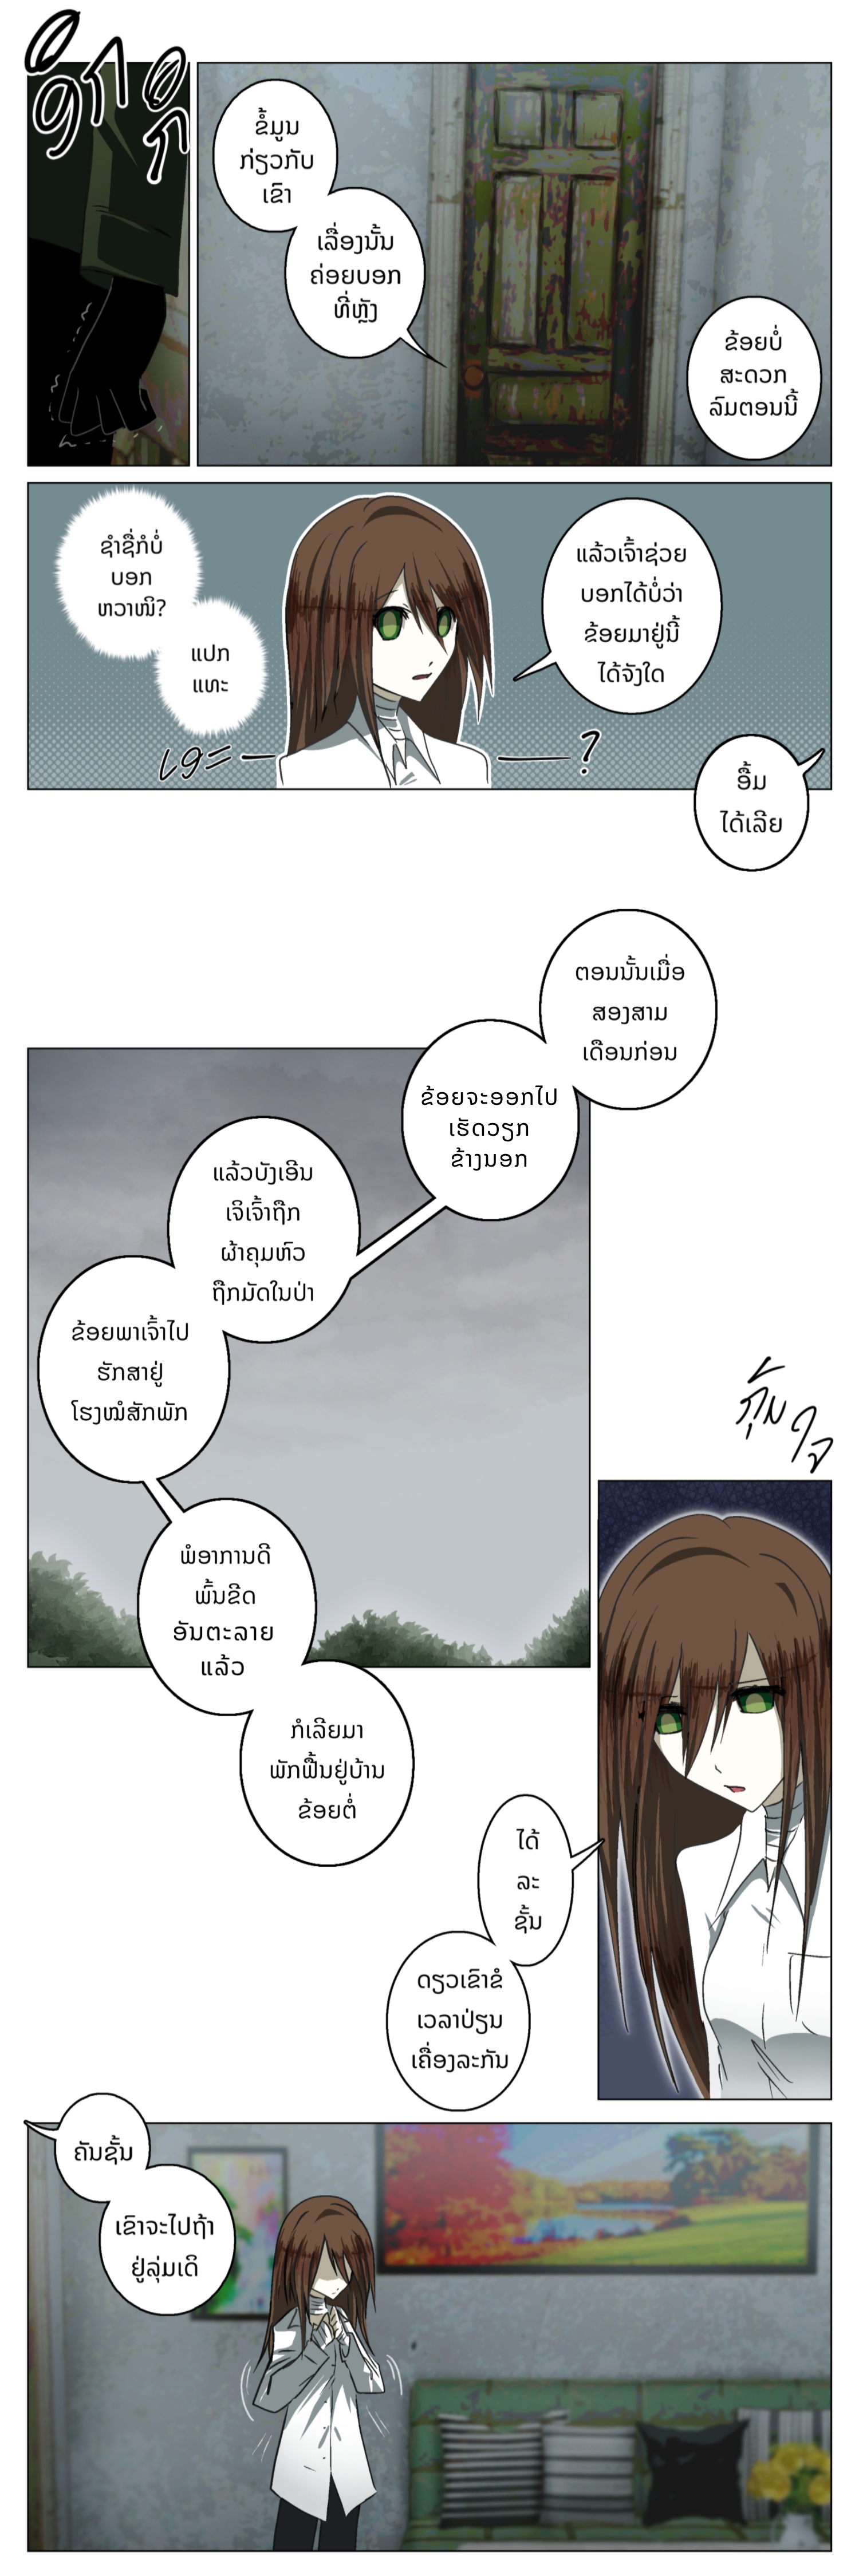 ອິກ
ອິກ
ຂໍ້ມູນ
ກ່ຽວກັບ
ເຂົາ
ເລື່ອງນັ້ນ
ຄ່ອຍບອກ
ທີ່ຫຼັງ
ຂ້ອຍບໍ່
ສະດວກ
ລົມຕອນນີ້
ຊຳຊື່ກໍບໍ່
ບອກ
ຫວາໜິ?
ແປກ
ແທະ
ແລ້ວເຈົ້າຊ່ວຍ
ບອກໄດ້ບໍ່ວ່າ
ຂ້ອຍມາຢູ່ນີ້
ໄດ້ຈັງໃດ
?
ອື້ມ
ໄດ້ເລີຍ
ຕອນນັ້ນເມື່ອ
ສອງສາມ
ເດືອນກ່ອນ
ຂ້ອຍຈະອອກໄປ
ເຮັດວຽກ
ຂ້າງນອກ
ແລ້ວບັງເອີນ
ເຈິເຈົ້າຖືກ
ຜ້າຄຸມຫົວ
ຖືກມັດໃນປ່າ
ຂ້ອຍພາເຈົ້າໄປ
ຮັກສາຢູ່
ໂຮງໝໍສັກພັກ
ພໍອາການດີ
ພົ້ນຂີດ
ອັນຕະລາຍ
ແລ້ວ
ກໍເລີຍມາ
ພັກຟື້ນຢູ່ບ້ານ
ຂ້ອຍຕໍ່
ກຸ້ມ
ໃຈ
ໄດ້
ລະ
ຊັ້ນ
ດຽວເຂົາຂໍ
ເວລາປ່ຽນ
ເຄື່ອງລະກັນ
ຄັນຊັ້ນ
ເຂົາຈະໄປຖ້າ
ຢູ່ລຸ່ມເດີ